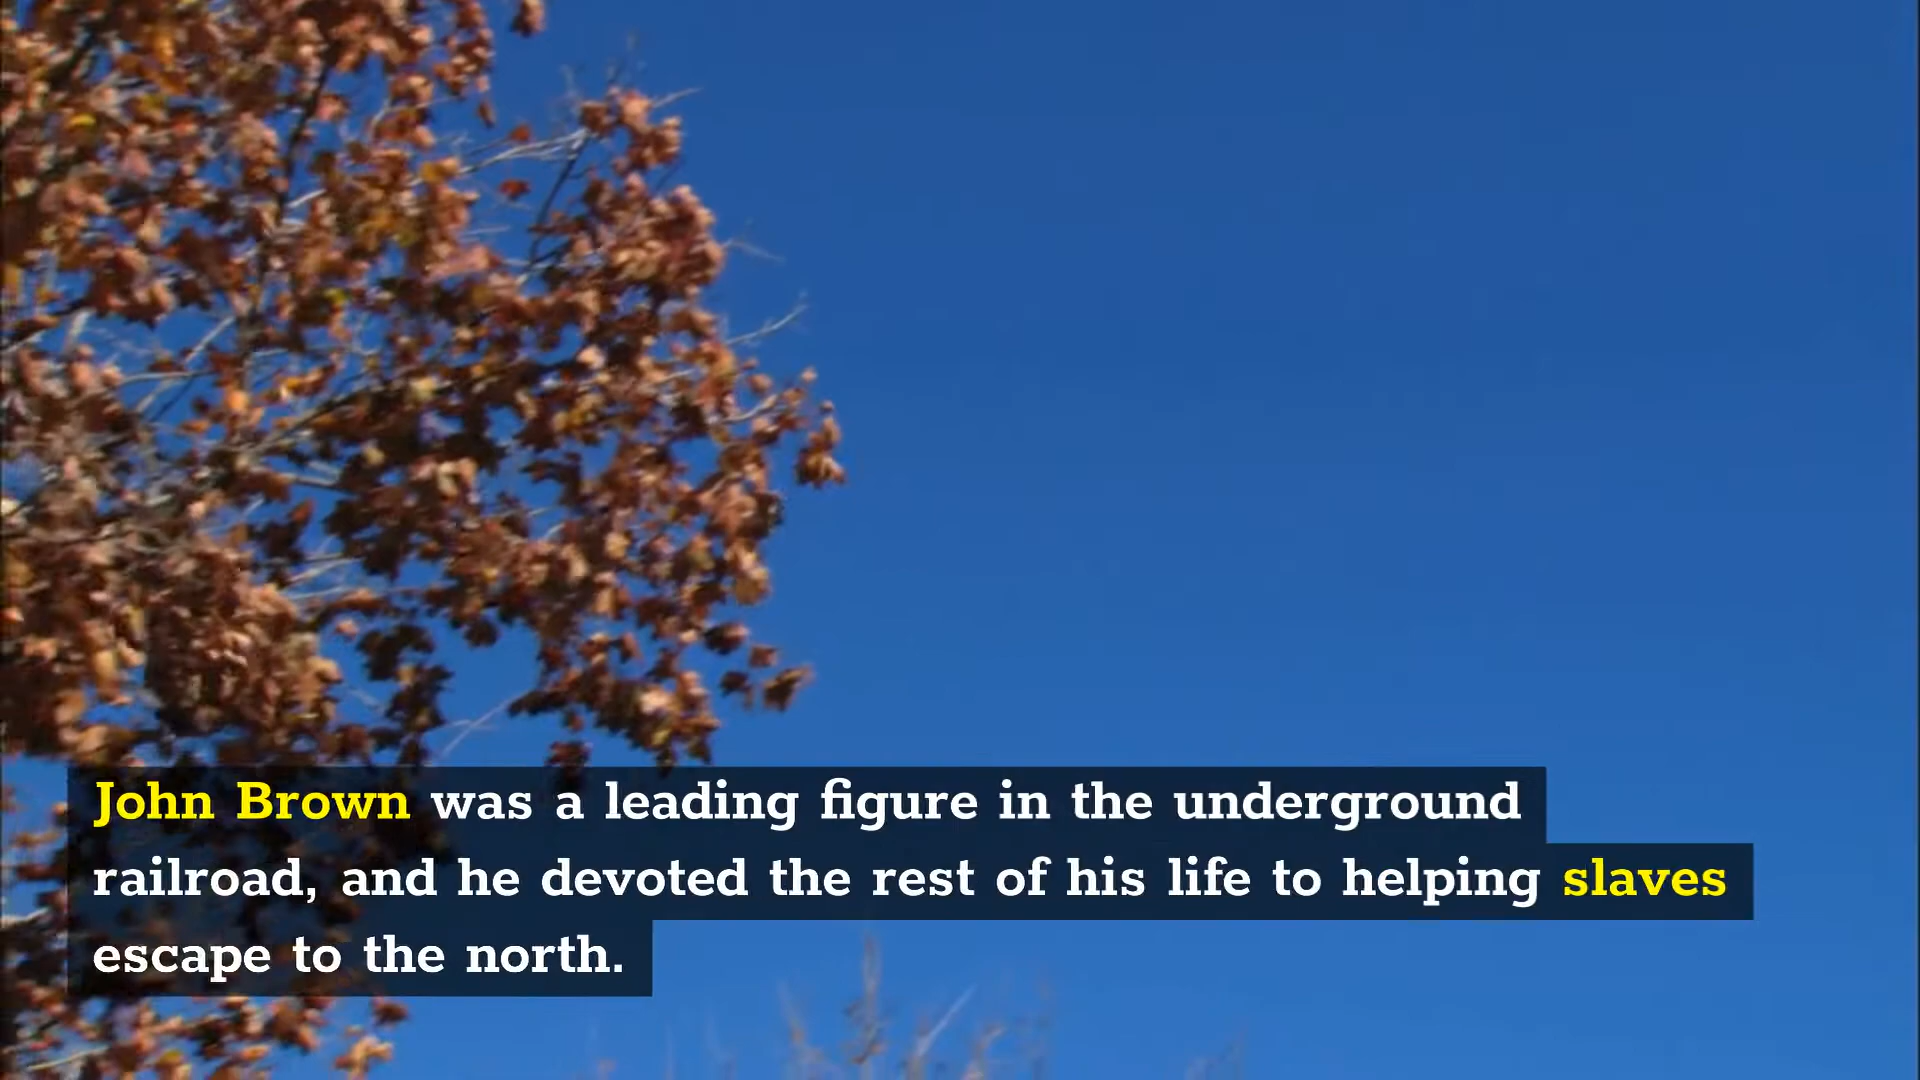 John Brown was a leading figure in the underground
railroad, and he devoted the rest of his life to helping slaves
escape to the north.